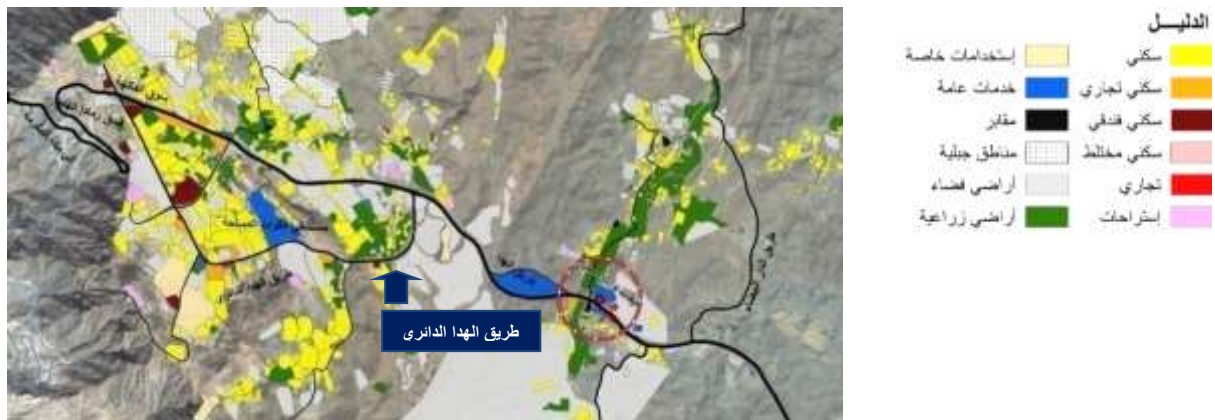 الدليل
سكني
سكني تجاري
سكني فندقي
سكني مختلط
تجاري
إستراحات
إستخدامات خاصة
خدمات عامة
مقابر
مناطق جبلية
أراضي فضاء
أراضي زراعية
طريق الهدا الدائري